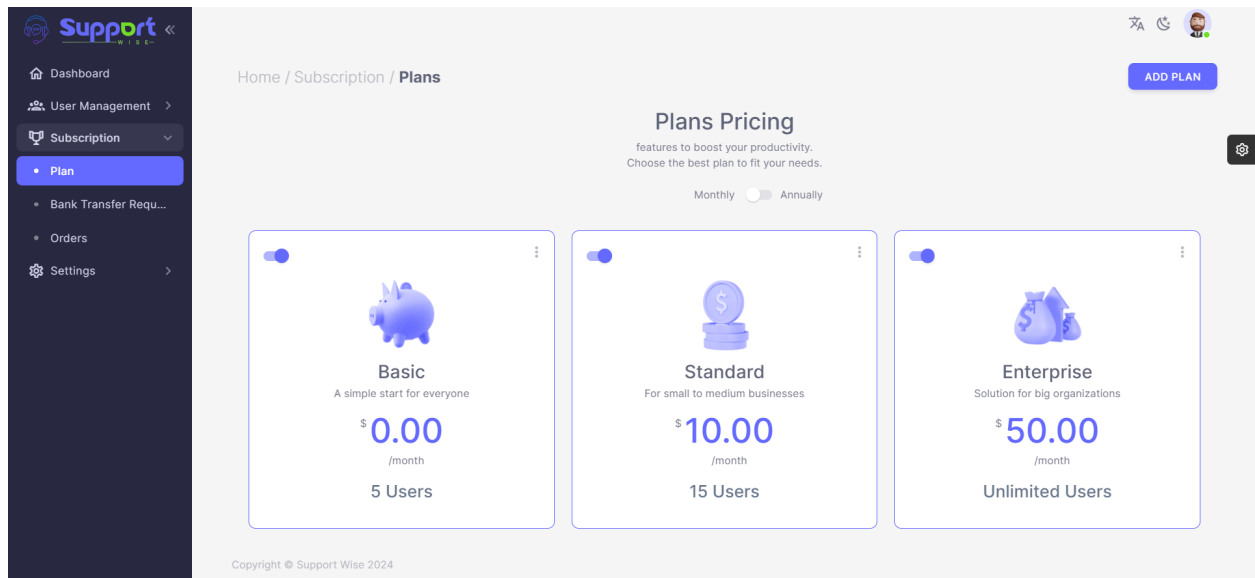 Support
WISE
Dashboard
User Management
Subscription
Plan
Bank Transfer Requ...
Orders
Settings
Home / Subscription / Plans
ADD PLAN
Plans Pricing
features to boost your productivity.
Choose the best plan to fit your needs.
Monthly Annually
Basic
A simple start for everyone
$0.00
/month
5 Users
Standard
For small to medium businesses
$10.00
/month
15 Users
Enterprise
Solution for big organizations
$50.00
/month
Unlimited Users
Copyright © Support Wise 2024